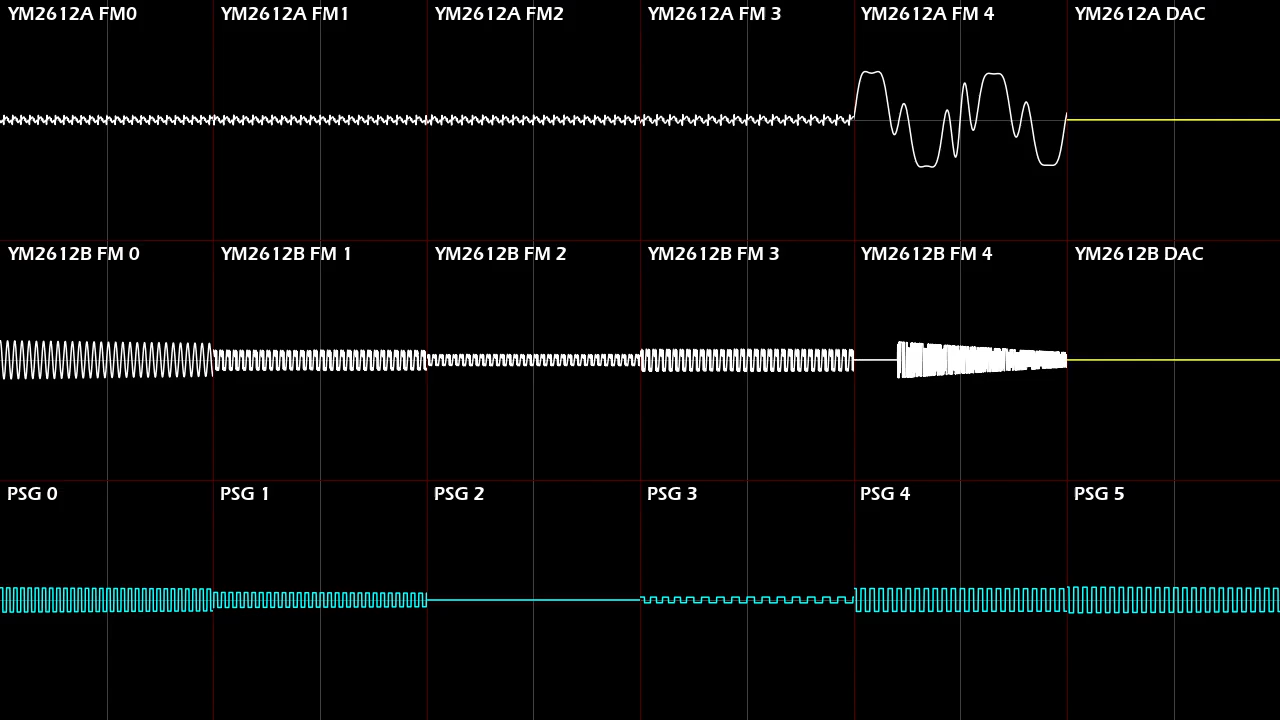 YM2612A FM0
YM2612A FM1
YM2612A FM2
YM2612A FM 3
YM2612A FM 4
YM2612A DAC
YM2612B FM 0
YM2612B FM 1
YM2612B FM 2
YM2612B FM 3
YM2612B FM 4
YM2612B DAC
PSG 0
PSG 1
PSG 2
PSG 3
PSG 4
PSG 5